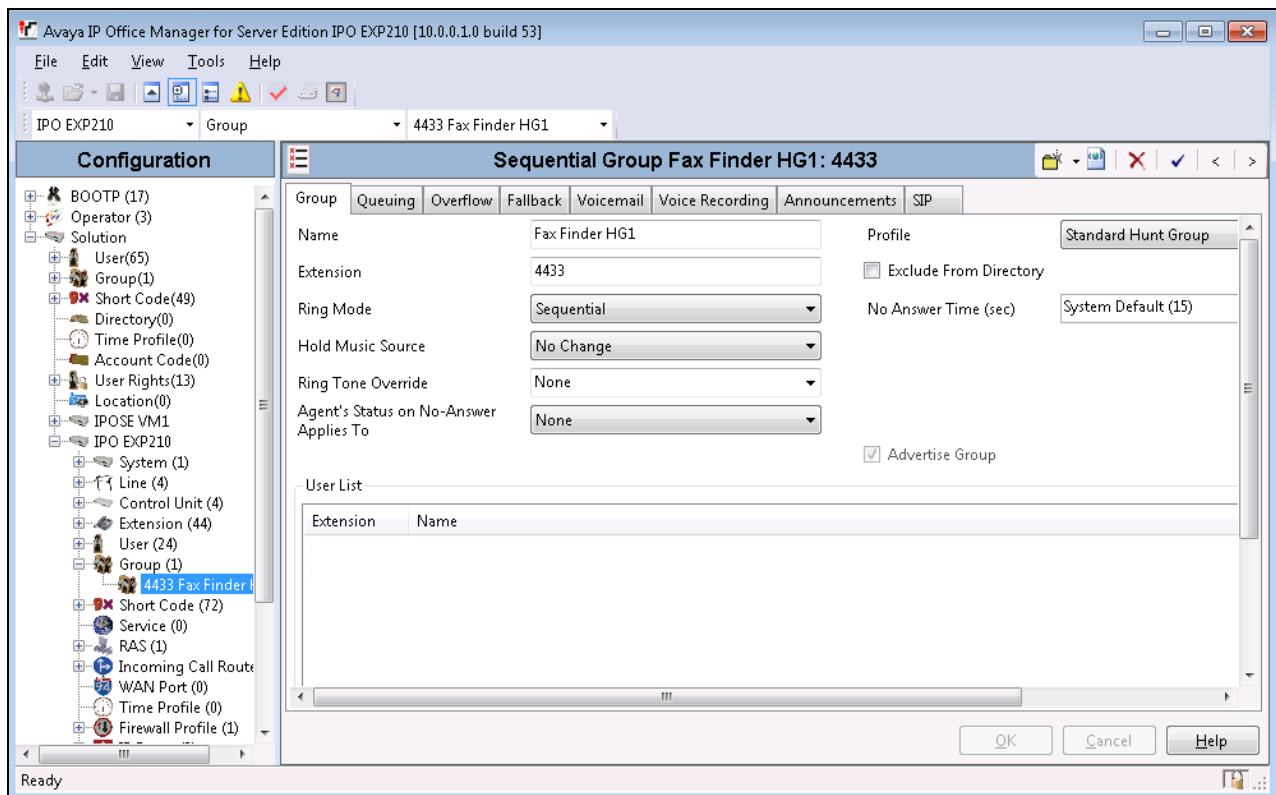 Avaya IP Office Manager for Server Edition IPO EXP210 [10.0.0.1.0 build 53]
File Edit View Tools Help
IPO EXP210 Group 4433 Fax Finder HG1
Configuration
BOOTP (17)
Operator (3)
Solution
User(65)
Group(1)
Short Code(49)
Directory(0)
Time Profile(0)
Account Code(0)
User Rights(13)
Location(0)
IPOSE VM1
IPO EXP210
System (1)
Line (4)
Control Unit (4)
Extension (44)
User (24)
Group (1)
4433 Fax Finder
Short Code (72)
Service (0)
RAS (1)
Incoming Call Route
WAN Port (0)
Time Profile (0)
Firewall Profile (1)
Sequential Group Fax Finder HG1: 4433
Group Queuing Overflow Fallback Voicemail Voice Recording Announcements SIP
Name Fax Finder HG1 Profile Standard Hunt Group
Extension 4433 Exclude From Directory
Ring Mode Sequential No Answer Time (sec) System Default (15)
Hold Music Source No Change
Ring Tone Override None
Agent's Status on No-Answer
Applies To None
Advertise Group
User List
Extension Name
OK Cancel Help
Ready